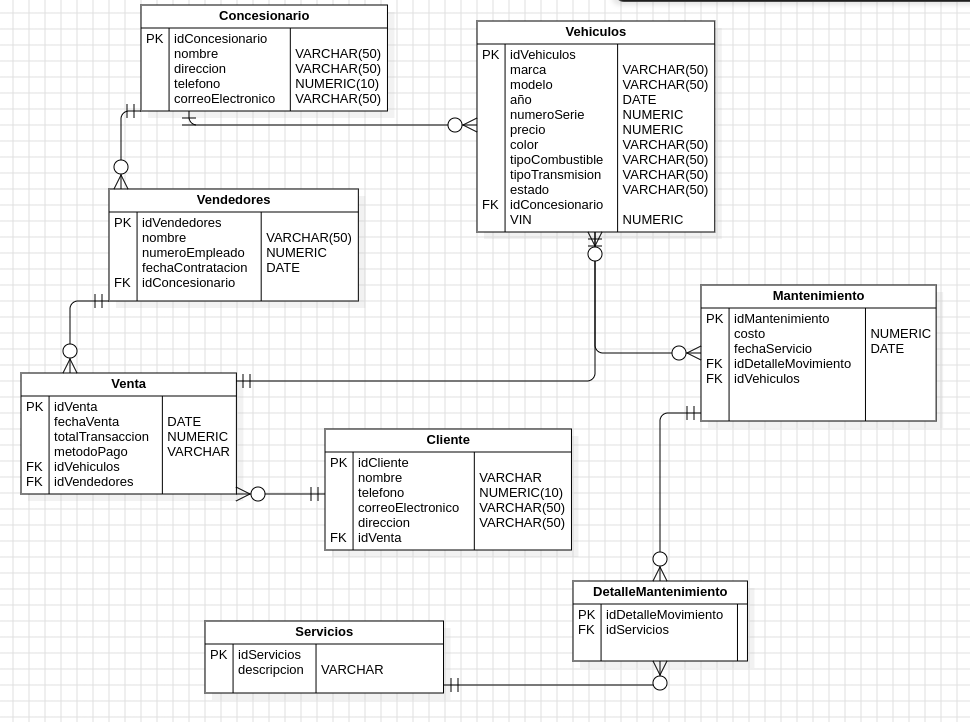 Concesionario
PK idConcesionario
nombre VARCHAR(50)
direccion VARCHAR(50)
telefono NUMERIC(10)
correoElectronico VARCHAR(50)
Vehiculos
PK idVehiculos
marca VARCHAR(50)
modelo VARCHAR(50)
año DATE
numeroSerie NUMERIC
precio NUMERIC
color VARCHAR(50)
tipoCombustible VARCHAR(50)
tipoTransmision VARCHAR(50)
estado VARCHAR(50)
FK idConcesionario
VIN NUMERIC
Vendedores
PK idVendedores
nombre VARCHAR(50)
numeroEmpleado NUMERIC
fechaContratacion DATE
FK idConcesionario
Mantenimiento
PK idMantenimiento
costo NUMERIC
fechaServicio DATE
FK idDetalleMovimiento
FK idVehiculos
Venta
PK idVenta
fechaVenta DATE
totalTransaccion NUMERIC
metodoPago VARCHAR
FK idVehiculos
FK idVendedores
Cliente
PK idCliente
nombre VARCHAR
telefono NUMERIC(10)
correoElectronico VARCHAR(50)
direccion VARCHAR(50)
FK idVenta
DetalleMantenimiento
PK idDetalleMovimiento
FK idServicios
Servicios
PK idServicios
descripcion VARCHAR